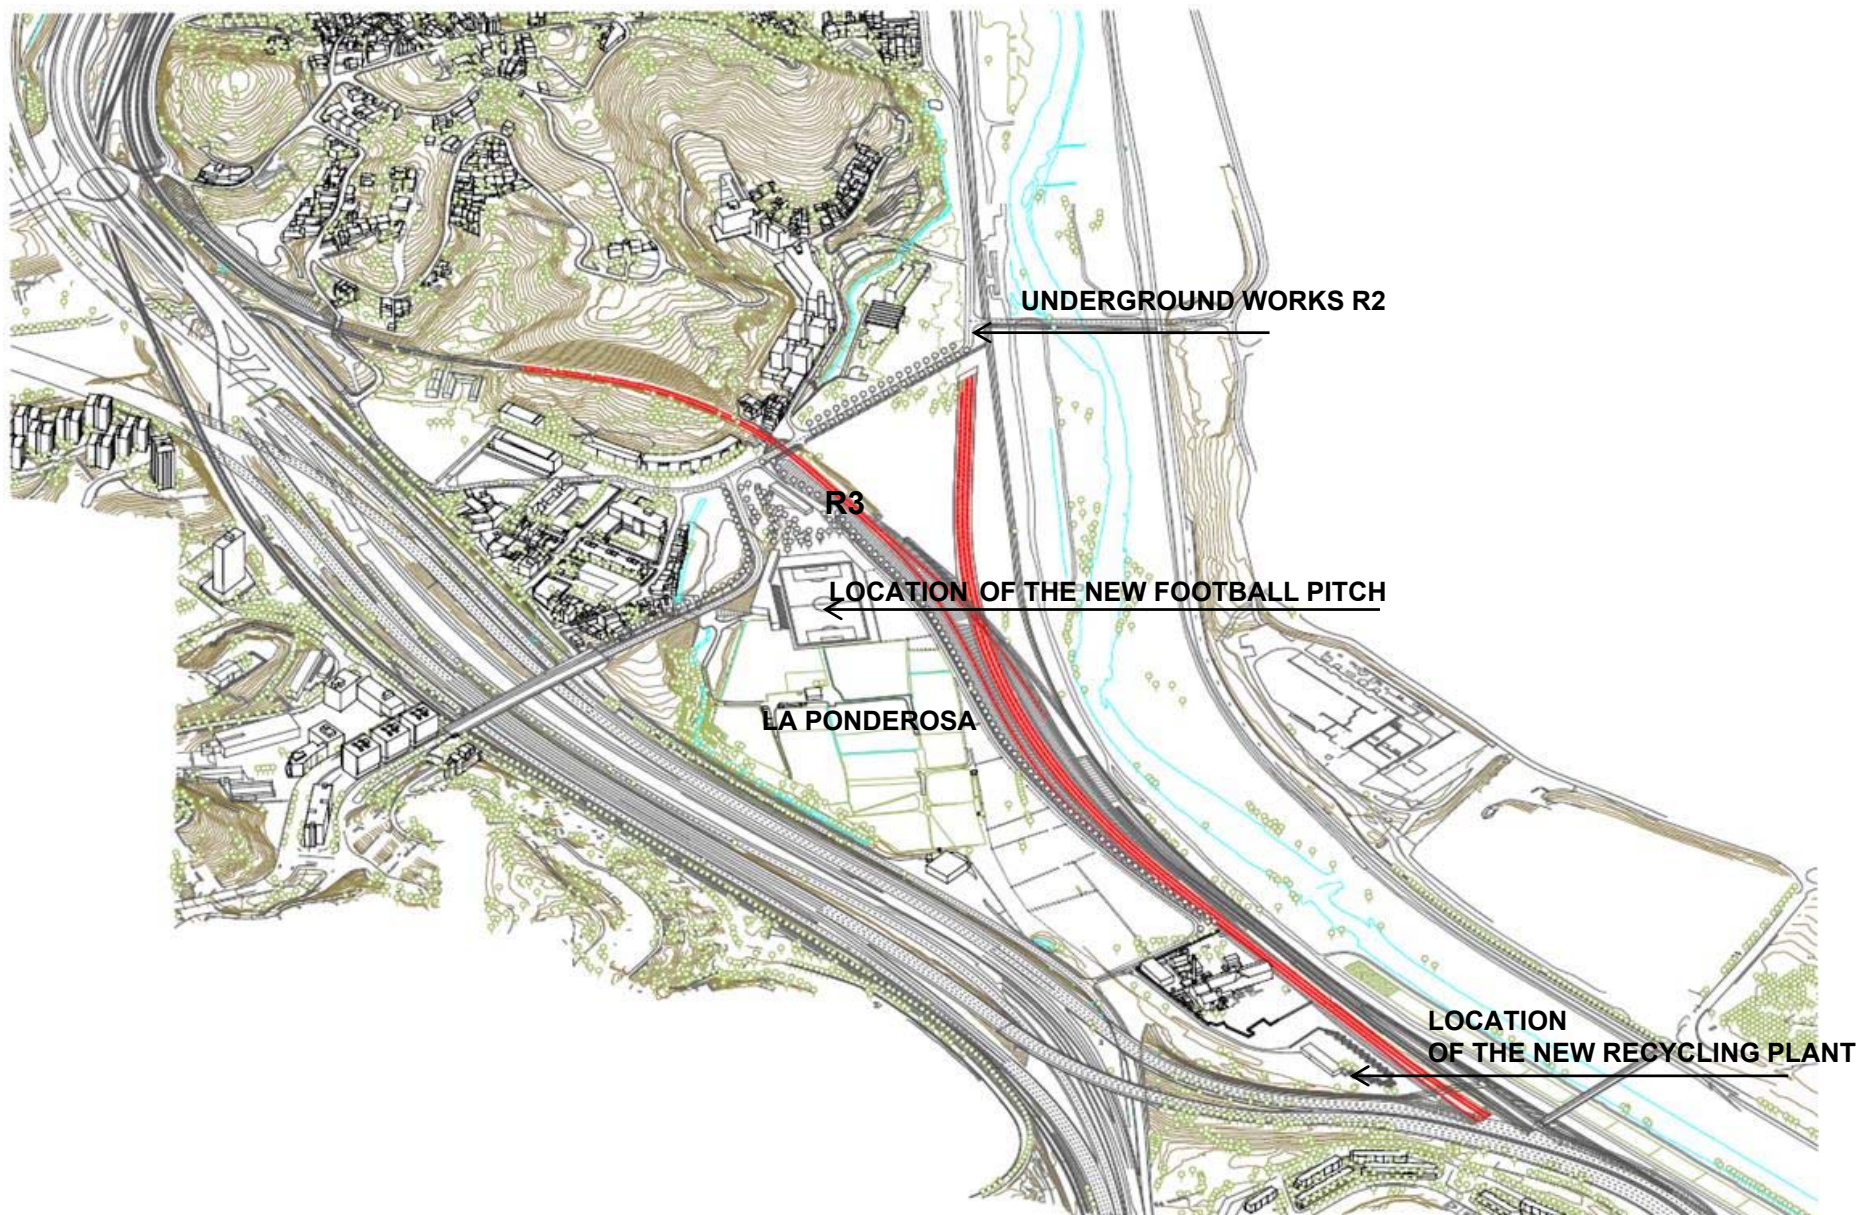 UNDERGROUND WORKS R2
R3
LOCATION OF THE NEW FOOTBALL PITCH
LA PONDEROSA
LOCATION
OF THE NEW RECYCLING PLANT